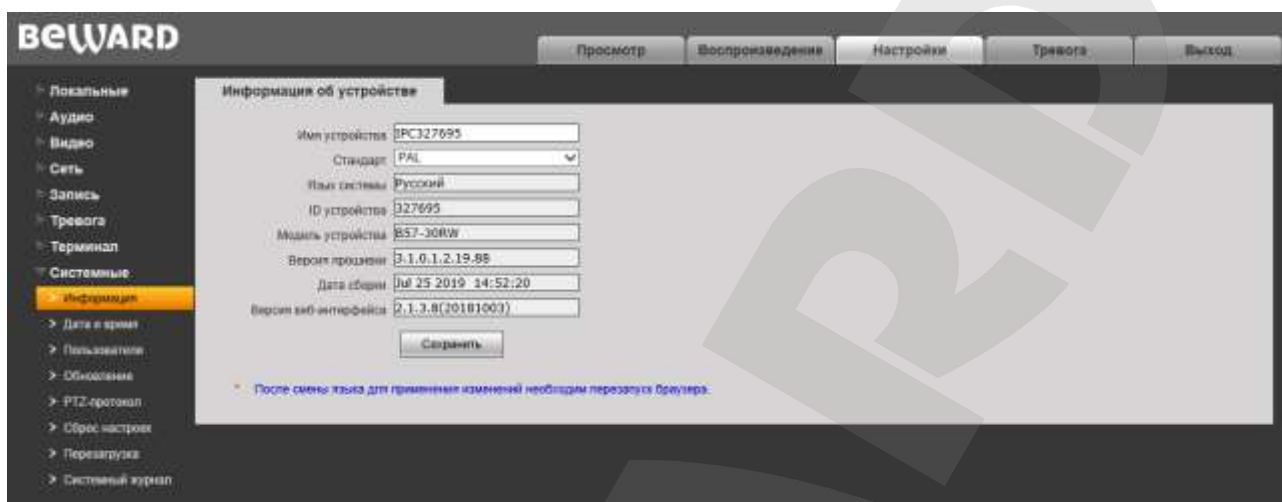 BEWARD
Просмотр Воспроизведение Настройки Тревога Выход
Локальные
Аудио
Видео
Сеть
Запись
Тревога
Терминал
Системные
Информация
Дата и время
Пользователи
Обновление
PTZ-протокол
Сброс настроек
Перезагрузка
Системный журнал
Информация об устройстве
Имя устройства IPC327695
Стандарт PAL
Язык системы Русский
ID устройства 327695
Модель устройства B57-30RW
Версия прошивки 3.1.0.1.2.19.88
Дата сборки Jul 25 2019 14:52:20
Версия веб-интерфейса 2.1.3.8(20181003)
Сохранить
* После смены языка для применения изменений необходим перезапуск браузера.